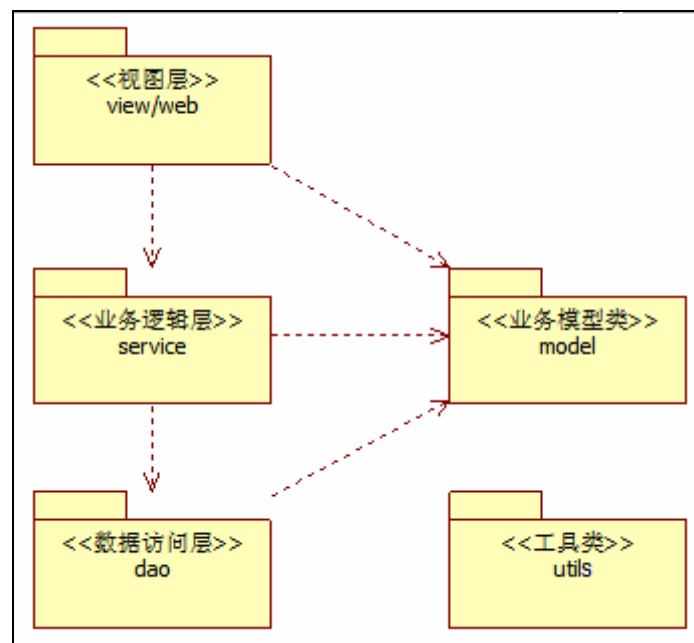 <<视图层>>
view/web
<<业务逻辑层>>
service
<<业务模型类>>
model
<<数据访问层>>
dao
<<工具类>>
utils